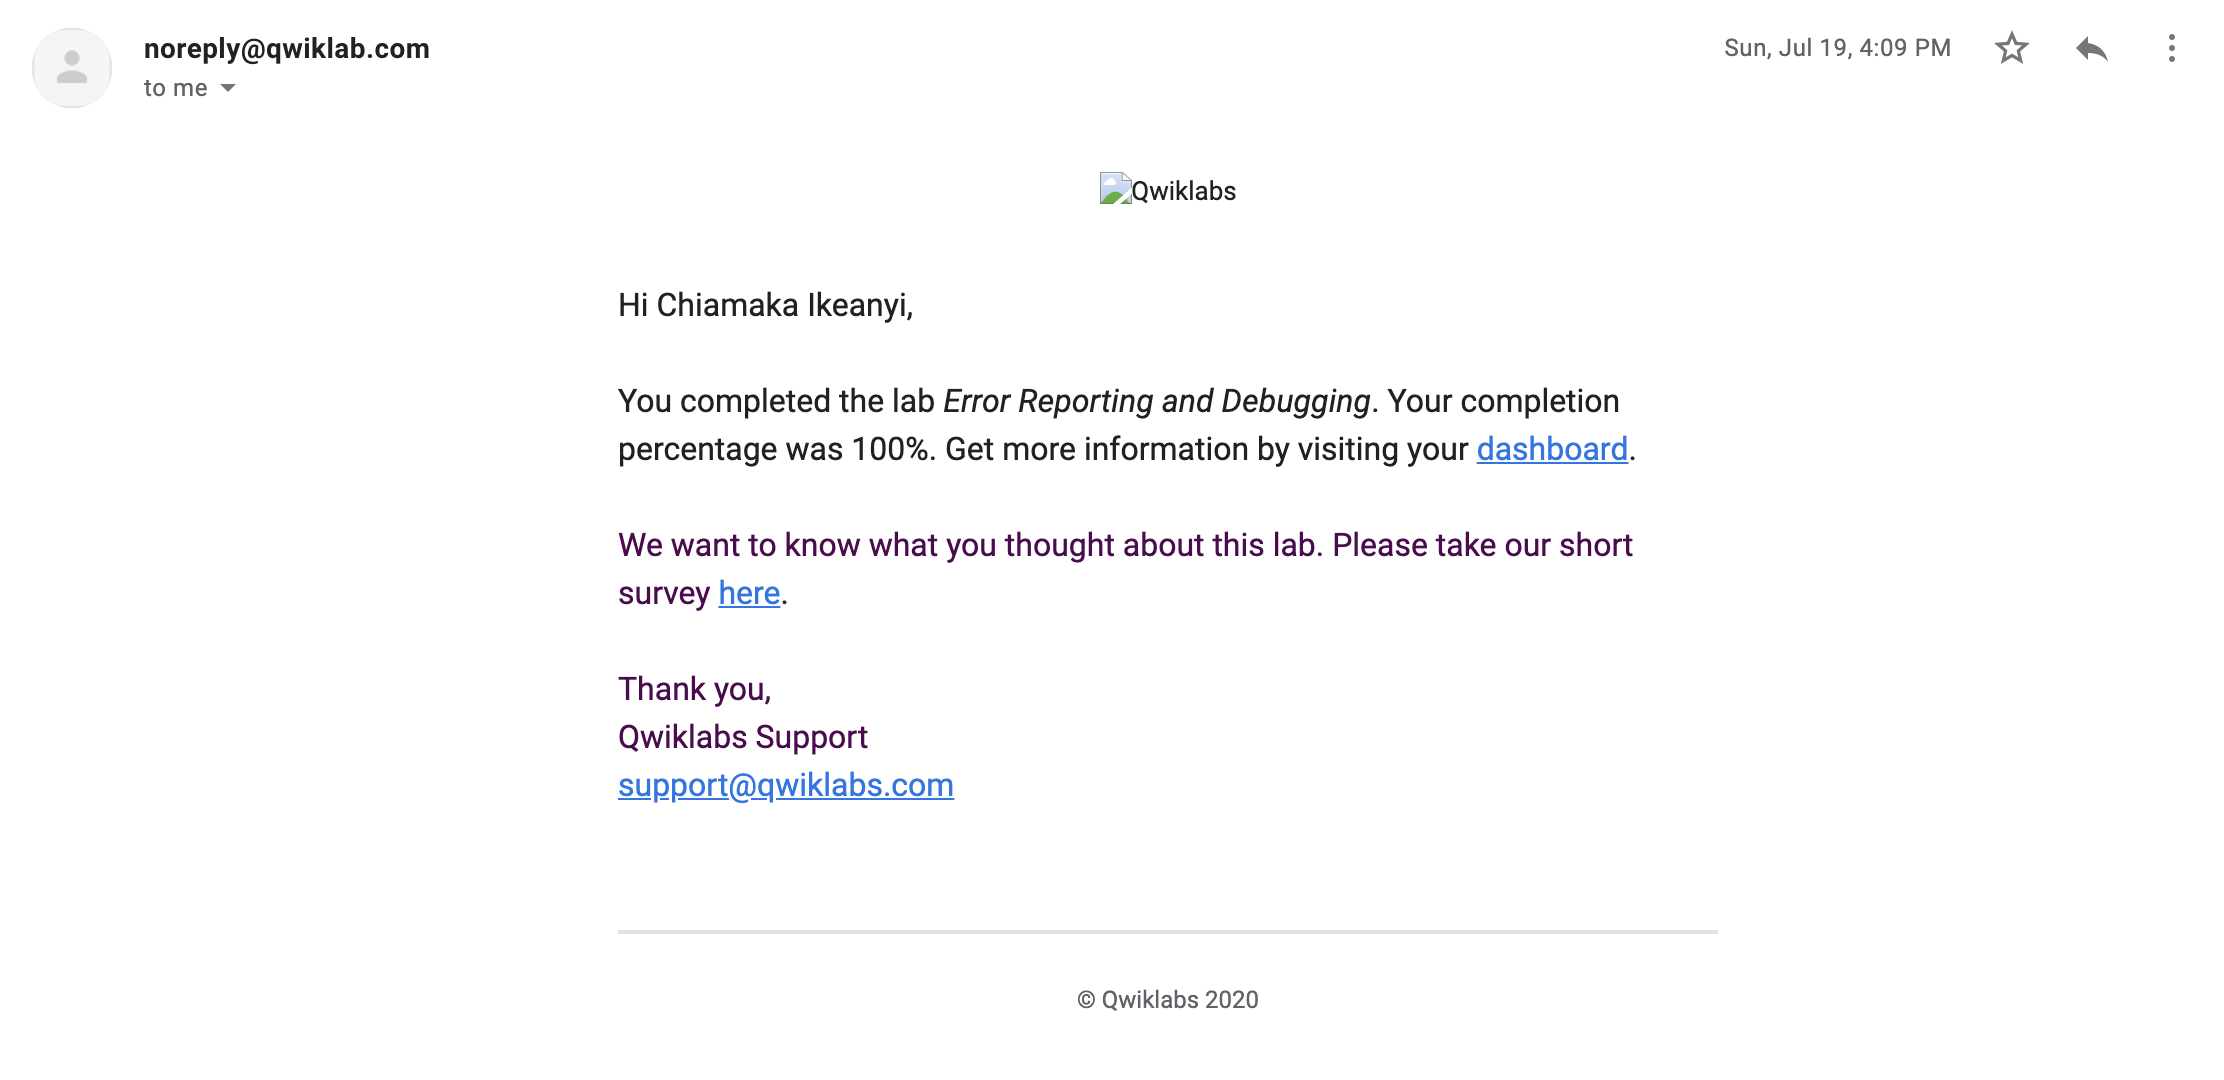 noreply@qwiklab.com
Sun, Jul 19, 4:09 PM
to me
Qwiklabs
Hi Chiamaka Ikeanyi,
You completed the lab Error Reporting and Debugging. Your completion
percentage was 100%. Get more information by visiting your dashboard.
We want to know what you thought about this lab. Please take our short
survey here.
Thank you,
Qwiklabs Support
support@qwiklabs.com
© Qwiklabs 2020